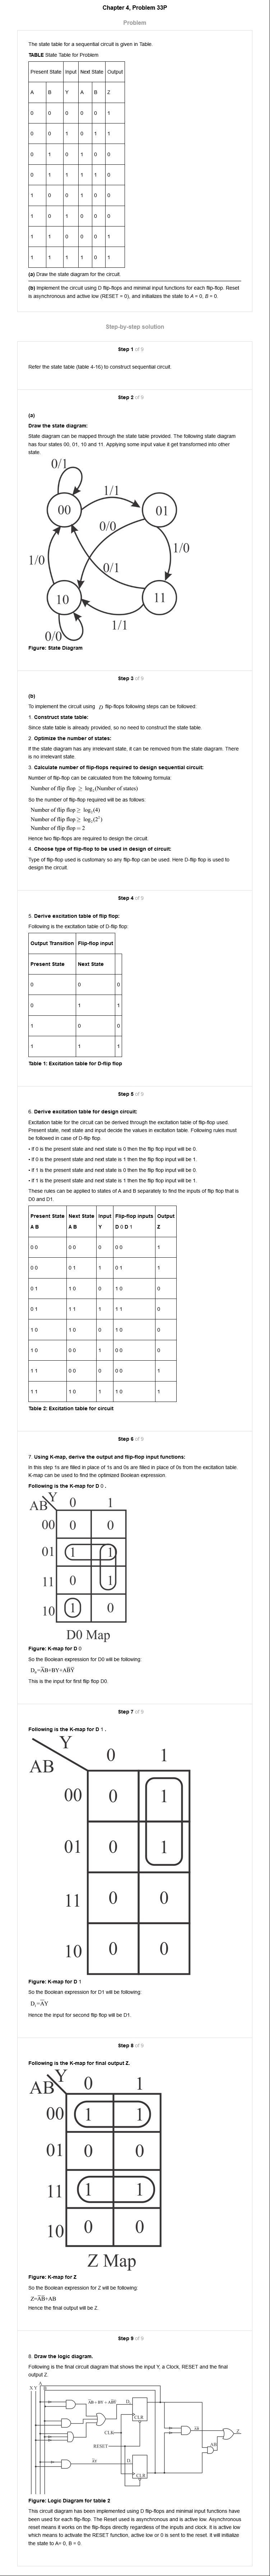 Chapter 4, Problem 33P
Problem
The state table for a sequential circuit is given in Table.
TABLE State Table for Problem
Present State Input Next State Output
A B Y A B Z
0 0 0 0 0 1
0 0 1 0 1 1
0 1 0 1 0 0
0 1 1 1 1 0
1 0 0 1 0 0
1 0 1 0 0 0
1 1 0 0 0 1
1 1 1 1 0 1
(a) Draw the state diagram for the circuit.
(b) Implement the circuit using D flip-flops and minimal input functions for each flip-flop. Reset
is asynchronous and active low (RESET = 0), and initializes the state to A = 0, B = 0.
Step-by-step solution
Step 1 of 9
Refer the state table (table 4-16) to construct sequential circuit.
Step 2 of 9
(a)
Draw the state diagram:
State diagram can be mapped through the state table provided. The following state diagram
has four states 00, 01, 10 and 11. Applying some input value it get transformed into other
state.
0/1
1/1
00 01
0/0
1/0 0/1 1/0
10 11
0/0 1/1
Figure: State Diagram
Step 3 of 9
(b)
To implement the circuit using D flip-flops following steps can be followed:
1. Construct state table:
Since state table is already provided, so no need to construct the state table.
2. Optimize the number of states:
If the state diagram has any irrelevant state, it can be removed from the state diagram. There
is no irrelevant state.
3. Calculate number of flip-flops required to design sequential circuit:
Number of flip-flop can be calculated from the following formula:
Number of flip flop ≥ log₂(Number of states)
So the number of flip-flop required will be as follows
Number of flip flop ≥ log₂(4)
Number of flip flop ≥ log₂(2²)
Number of flip flop = 2
Hence two flip-flops are required to design the circuit.
4. Choose type of flip-flop to be used in design of circuit:
Type of flip-flop used is customary so any flip-flop can be used. Here D-flip flop is used to
design the circuit.
Step 4 of 9
5. Derive excitation table of flip flop:
Following is the excitation table of D-flip flop:
Output Transition Flip-flop input
Present State Next State
0 0 0
0 1 1
1 0 0
1 1 1
Table 1: Excitation table for D-flip flop
Step 5 of 9
6. Derive excitation table for design circuit:
Excitation table for circuit can be derived through the excitation table of flip-flop used.
Present state, next state and input decide the values in excitation table. Following rules must
be followed in case of D-flip flop.
• If 0 is the present state and next state is 0 then the flip flop input will be 0.
• If 0 is the present state and next state is 1 then the flip flop input will be 1.
• If 1 is the present state and next state is 0 then the flip flop input will be 0.
• If 1 is the present state and next state is 1 then the flip flop input will be 1.
These rules can be applied to states of A and B separately to find the inputs of flip flop that is
D0 and D1.
Present State Next State Input Flip-flop inputs Output
A B A B Y D 0 D 1 Z
0 0 0 0 0 0 0 1
0 0 0 1 1 0 1 1
0 1 1 0 0 1 0 0
0 1 1 1 1 1 1 0
1 0 1 0 0 1 0 0
1 0 0 0 1 0 0 0
1 1 0 0 0 0 0 1
1 1 1 0 1 1 0 1
Table 2: Excitation table for circuit
Step 6 of 9
7. Using K-map, derive the output and flip-flop input functions:
In this step 1s are filled in place of 1s and 0s are filled in place of 0s from the excitation table.
K-map can be used to find the optimized Boolean expression.
Following is the K-map for D 0 .
Y
AB 0 1
00 0 0
01 1 1
11 0 1
10 1 0
D0 Map
Figure: K-map for D 0
So the Boolean expression for D0 will be following:
D₀=A̅B+BY+AB̅Y̅
This is the input for first flip flop D0.
Step 7 of 9
Following is the K-map for D 1 .
Y
AB 0 1
00 0 1
01 0 1
11 0 0
10 0 0
Figure: K-map for D 1
So the Boolean expression for D1 will be following:
D₁=A̅Y
Hence the input for second flip flop will be D1.
Step 8 of 9
Following is the K-map for final output Z.
Y
AB 0 1
00 1 1
01 0 0
11 1 1
10 0 0
Z Map
Figure: K-map for Z
So the Boolean expression for Z will be following:
Z=A̅B̅+AB
Hence the final output will be Z.
Step 9 of 9
8. Draw the logic diagram.
Following is the final circuit diagram that shows the input Y, a Clock, RESET and the final
output Z.
CLR
CLK
RESET
AB
Z
CLR
Figure: Logic Diagram for table 2
This circuit diagram has been implemented using D flip-flops and minimal input functions have
been used for each flip-flop. The Reset used is asynchronous and is active low. Asynchronous
reset means it works on the flip-flops directly regardless of the inputs and clock. It is active low
which means to activate the RESET function, active low or 0 is sent to the reset. It will initialize
the state to A= 0, B = 0.